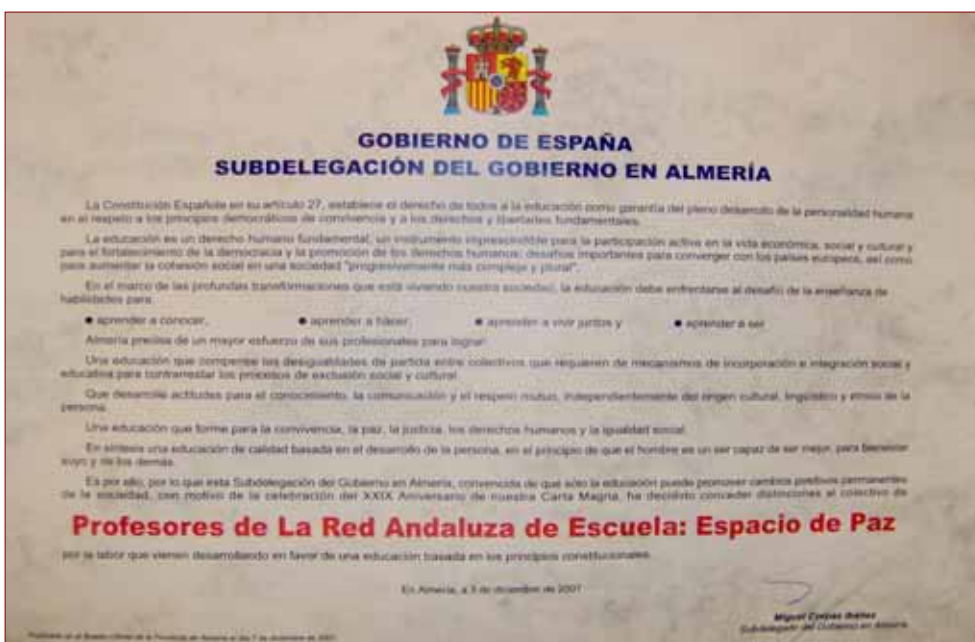 GOBIERNO DE ESPAÑA
SUBDELEGACIÓN DEL GOBIERNO EN ALMERÍA
La Constitución Española en su artículo 27, establece el derecho de todos a la educación como garantía del pleno desarrollo de la personalidad humana
en el respeto a los principios democráticos de convivencia y a los derechos y libertades fundamentales.
La educación es un derecho humano fundamental, un instrumento imprescindible para la participación activa en la vida económica, social y cultural y
para el fortalecimiento de la democracia y la promoción de los derechos humanos; desafíos importantes para converger con los países europeos, así como
para aumentar la cohesión social en una sociedad "progresivamente más compleja y plural".
En el marco de las profundas transformaciones que está viviendo nuestra sociedad, la educación debe enfrentarse al desafío de la enseñanza de
habilidades para:
● aprender a conocer, ● aprender a hacer, ● aprender a vivir juntos y ● aprender a ser
Almería precisa de un mayor esfuerzo de sus profesionales para lograr:
Una educación que compense las desigualdades de partida entre colectivos que requieren de mecanismos de incorporación e integración social y
educativa para contrarrestar los procesos de exclusión social y cultural.
Que desarrolle actitudes para el conocimiento, la comunicación y el respeto mutuo, independientemente del origen cultural, lingüístico y étnico de la
persona.
Una educación que forme para la convivencia, la paz, la justicia, los derechos humanos y la igualdad social.
En síntesis una educación de calidad basada en el desarrollo de la persona, en el principio de que el hombre es un ser capaz de ser mejor, para bienestar
suyo y de los demás.
Es por ello, por lo que esta Subdelegación del Gobierno en Almería, convencida de que sólo la educación puede promover cambios positivos permanentes
de la sociedad, con motivo de la celebración del XXIX Aniversario de nuestra Carta Magna, ha decidido conceder distinciones al colectivo de
Profesores de La Red Andaluza de Escuela: Espacio de Paz
por la labor que vienen desarrollando en favor de una educación basada en los principios constitucionales.
En Almería, a 3 de diciembre de 2007
Miguel Corpas Ibáñez
Subdelegado del Gobierno en Almería
Publicado en el Boletín Oficial de la Provincia de Almería el día 7 de diciembre de 2007